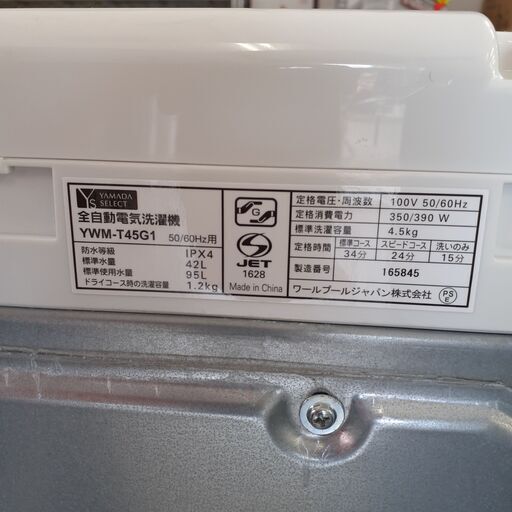 YS YAMADA SELECT
全自動電気洗濯機
YWM-T45G1 50/60Hz用
防水等級 IPX4
標準水量 42L
標準使用水量 95L
ドライコース時の洗濯容量 1.2kg
G
S
JET
1628
Made in China
定格電圧・周波数 100V 50/60Hz
定格消費電力 350/390 W
標準洗濯容量 4.5kg
定格時間 標準コース スピードコース 洗いのみ
34分 24分 15分
製造番号 165845
ワールプールジャパン株式会社 PSE